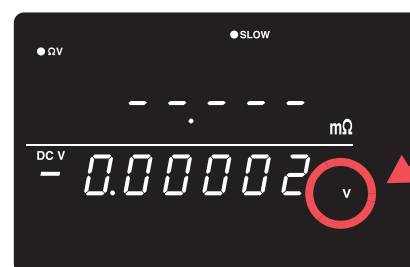 ●SLOW
●ΩV
- - - - -
.
mΩ
DC V
- 0.00002 V